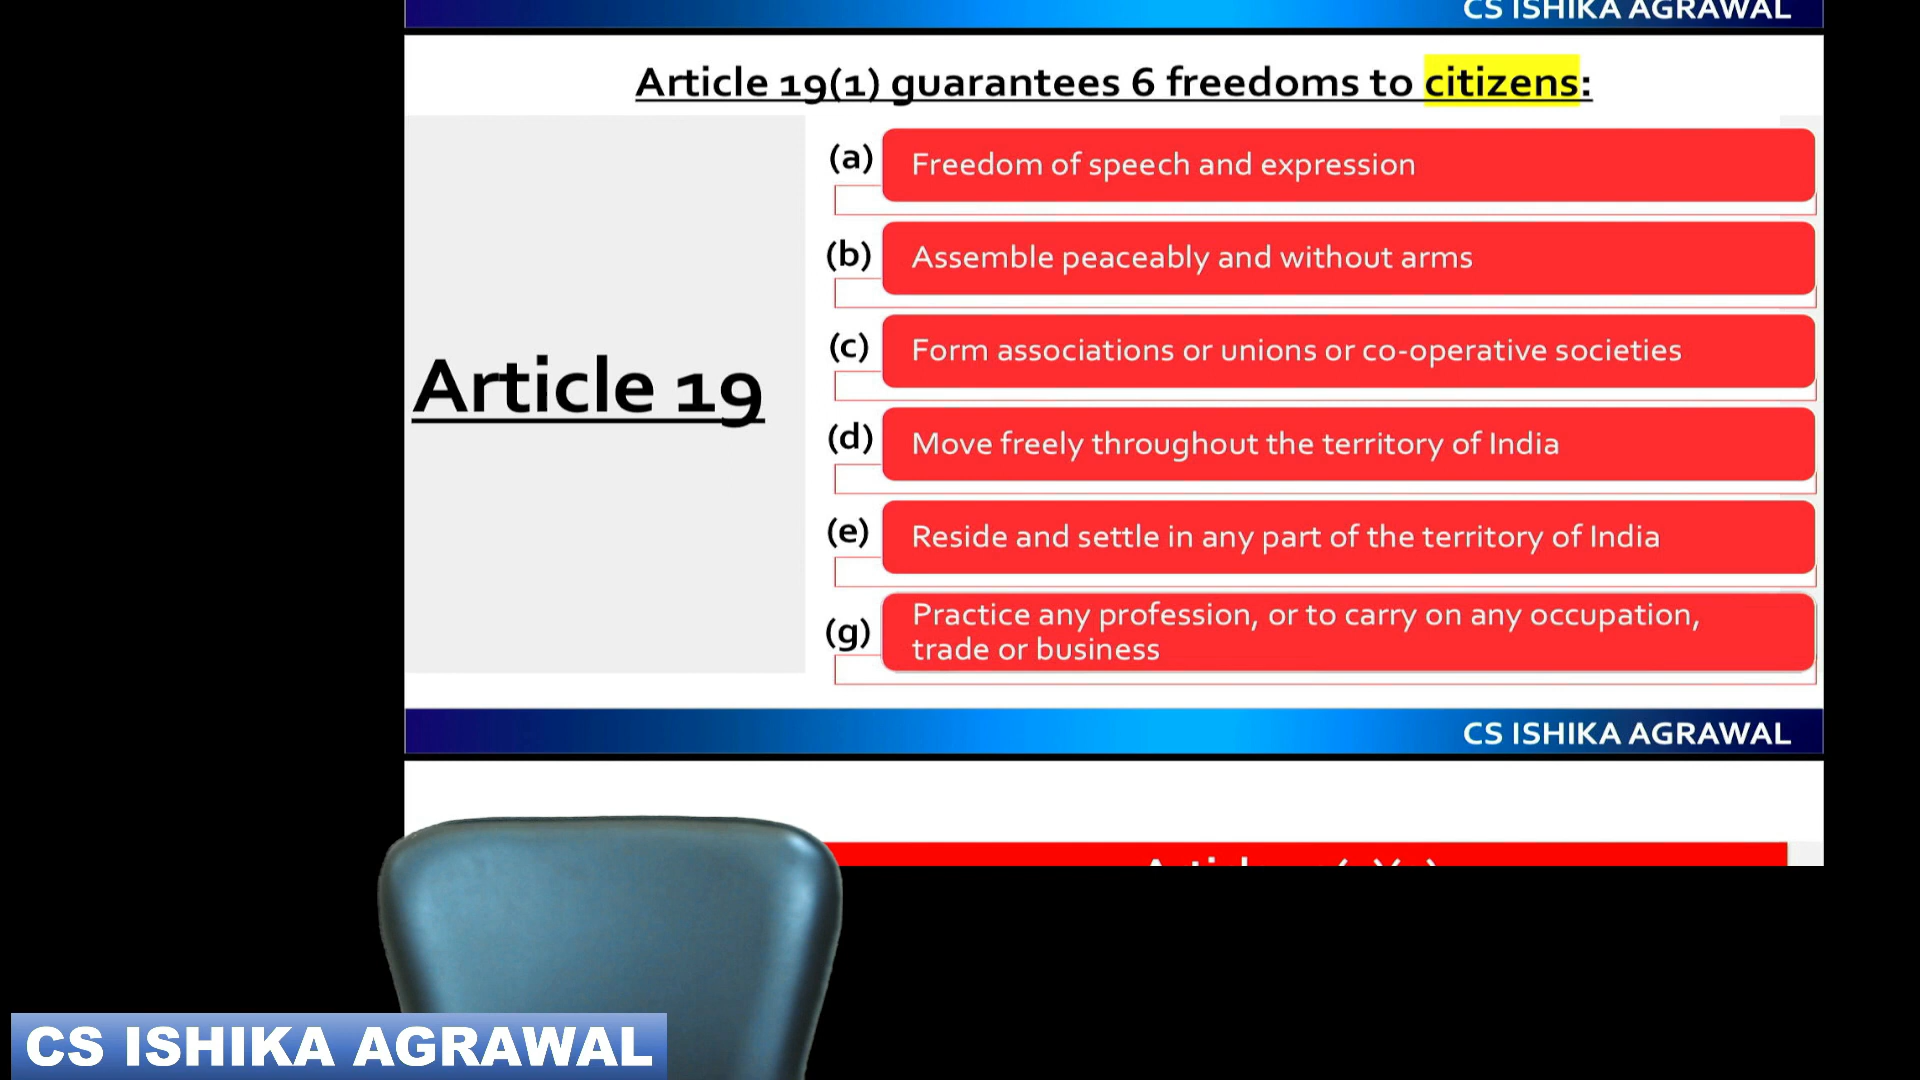 CS ISHIKA AGRAWAL
Article 19(1) guarantees 6 freedoms to citizens:
Article 19
(a) Freedom of speech and expression
(b) Assemble peaceably and without arms
(c) Form associations or unions or co-operative societies
(d) Move freely throughout the territory of India
(e) Reside and settle in any part of the territory of India
(g) Practice any profession, or to carry on any occupation,
trade or business
CS ISHIKA AGRAWAL
CS ISHIKA AGRAWAL